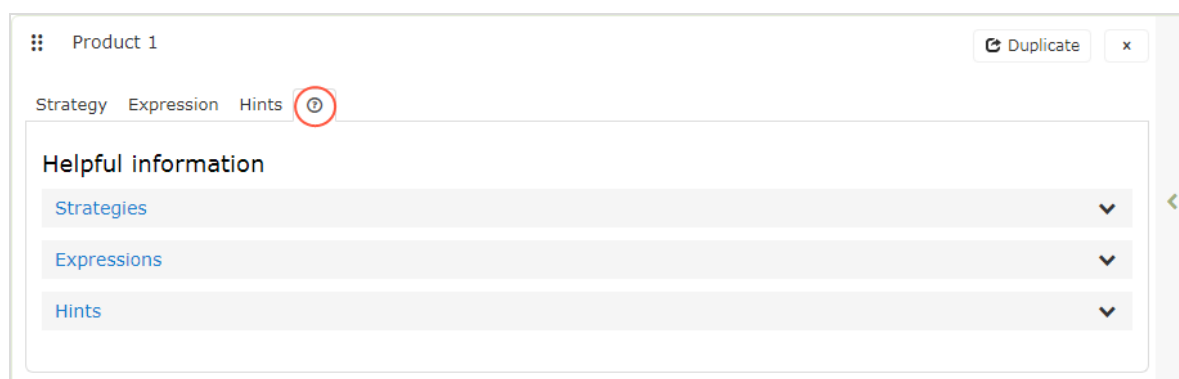 Product 1
Duplicate
x
Strategy Expression Hints ?
Helpful information
Strategies
Expressions
Hints